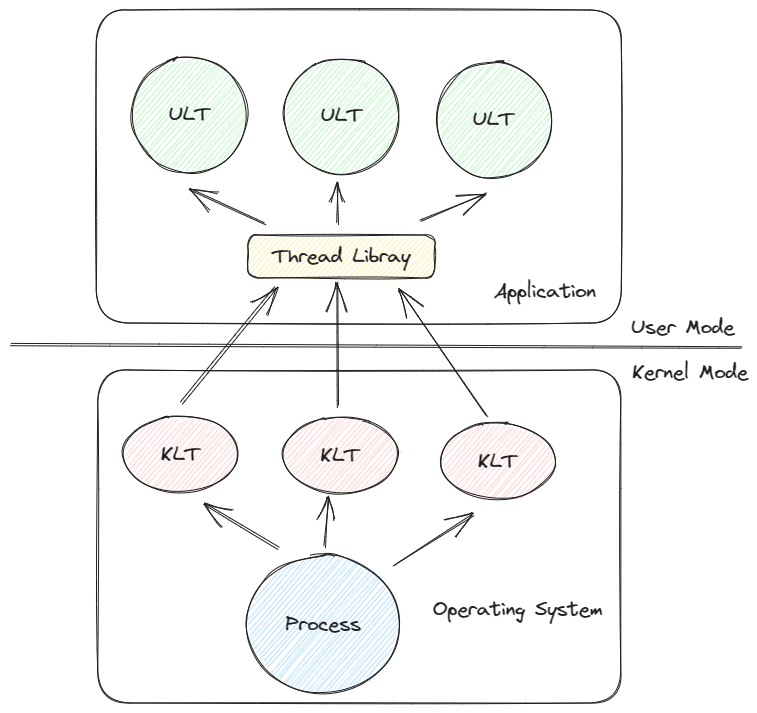 ULT
ULT
ULT
Thread Libray
Application
User Mode
Kernel Mode
KLT
KLT
KLT
Process
Operating System